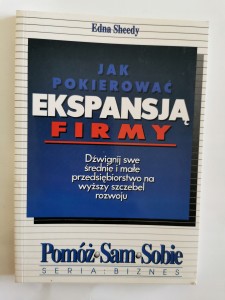 Edna Sheedy
JAK
POKIEROWAĆ
EKSPANSJĄ
FIRMY
Dźwignij swe
średnie i małe
przedsiębiorstwo na
wyższy szczebel
rozwoju
Pomóż•Sam•Sobie
SERIA: BIZNES